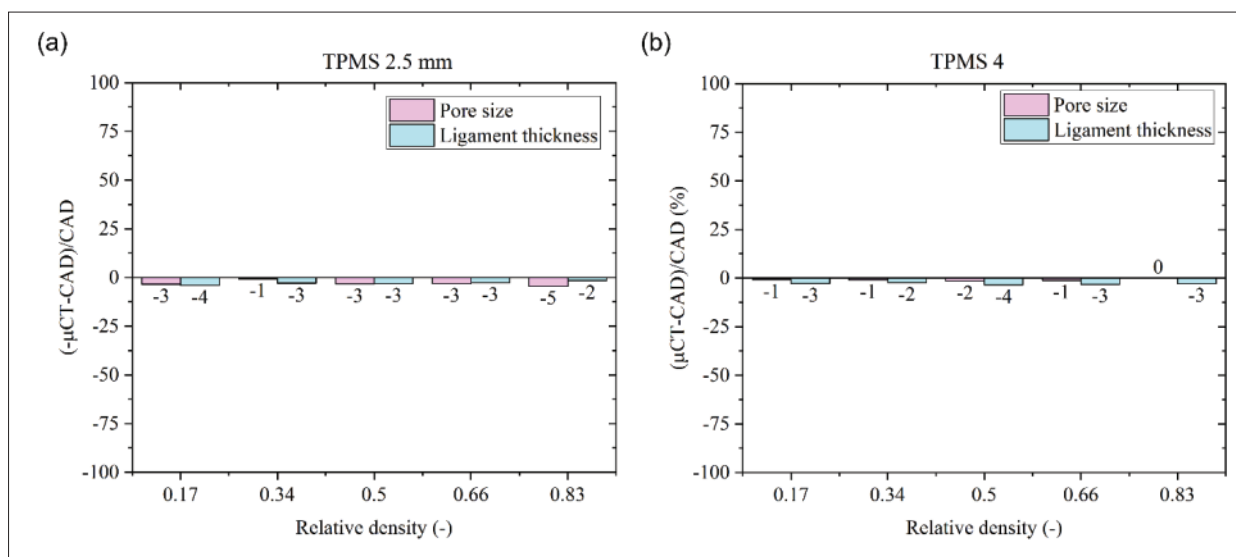 (a)
TPMS 2.5 mm
100
75
50
25
0
-25
-50
-75
-100
(-μCT-CAD)/CAD
Pore size
Ligament thickness
-3 -4 -1 -3 -3 -3 -3 -3 -5 -2
0.17 0.34 0.5 0.66 0.83
Relative density (-)
(b)
TPMS 4
100
75
50
25
0
-25
-50
-75
-100
(μCT-CAD)/CAD (%)
Pore size
Ligament thickness
-1 -3 -1 -2 -2 -4 -1 -3 0 -3
0.17 0.34 0.5 0.66 0.83
Relative density (-)